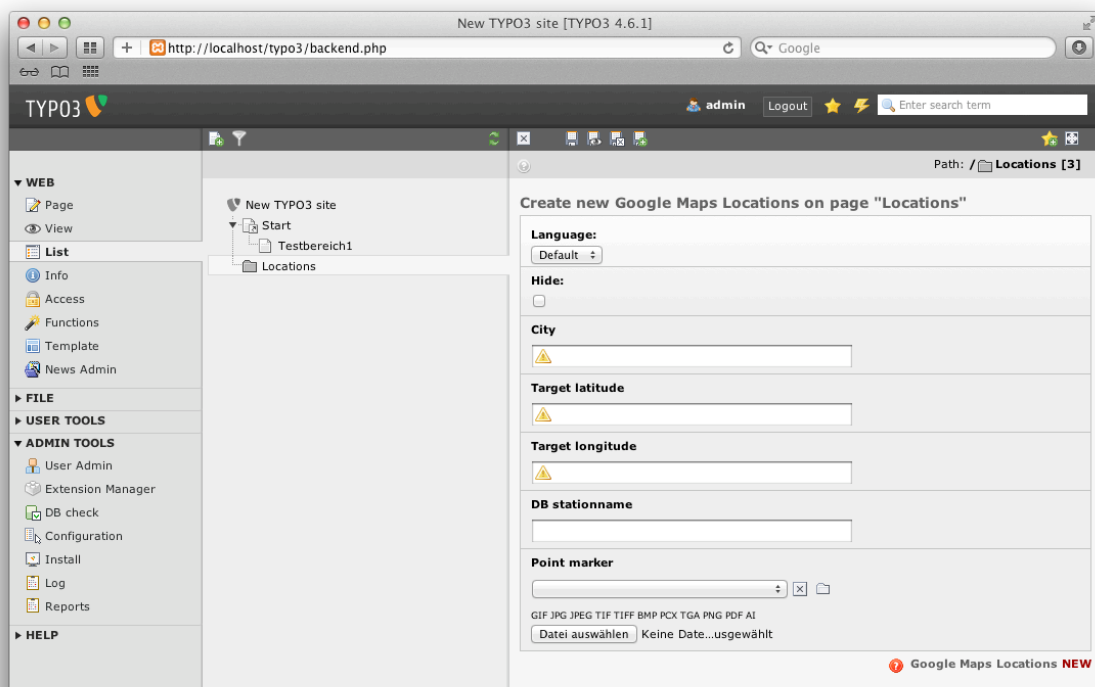 New TYPO3 site [TYPO3 4.6.1]
http://localhost/typo3/backend.php
Google
TYPO3
admin
Logout
Enter search term
Path: / Locations [3]
WEB
Page
View
List
Info
Access
Functions
Template
News Admin
FILE
USER TOOLS
ADMIN TOOLS
User Admin
Extension Manager
DB check
Configuration
Install
Log
Reports
HELP
New TYPO3 site
Start
Testbereich1
Locations
Create new Google Maps Locations on page "Locations"
Language:
Default
Hide:
City
Target latitude
Target longitude
DB stationname
Point marker
GIF JPG JPEG TIF TIFF BMP PCX TGA PNG PDF AI
Datei auswählen Keine Date...usgewählt
Google Maps Locations NEW